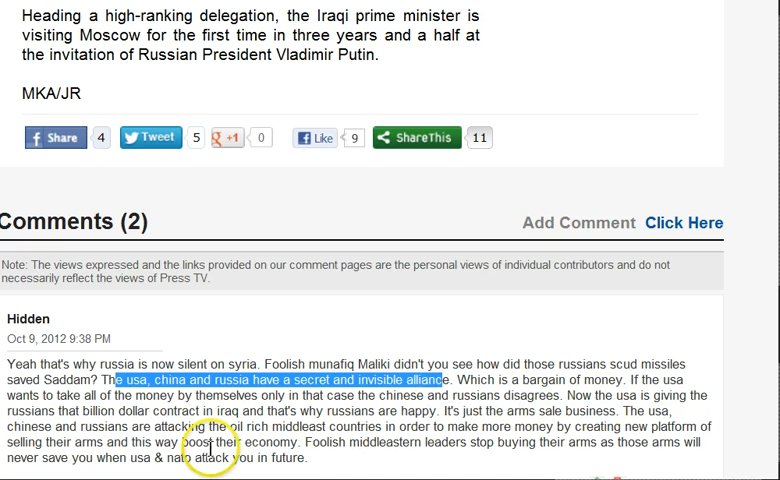 Heading a high-ranking delegation, the Iraqi prime minister is
visiting Moscow for the first time in three years and a half at
the invitation of Russian President Vladimir Putin.
MKA/JR
f Share 4 Tweet 5 g +1 0 f Like 9 ShareThis 11
Comments (2) Add Comment Click Here
Note: The views expressed and the links provided on our comment pages are the personal views of individual contributors and do not
necessarily reflect the views of Press TV.
Hidden
Oct 9, 2012 9:38 PM
Yeah that's why russia is now silent on syria. Foolish munafiq Maliki didn't you see how did those russians scud missiles
saved Saddam? The usa, china and russia have a secret and invisible alliance. Which is a bargain of money. If the usa
wants to take all of the money by themselves only in that case the chinese and russians disagrees. Now the usa is giving the
russians that billion dollar contract in iraq and that's why russians are happy. It's just the arms sale business. The usa,
chinese and russians are attacking the oil rich middleast countries in order to make more money by creating new platform of
selling their arms and this way boost their economy. Foolish middleastern leaders stop buying their arms as those arms will
never save you when usa & nato attack you in future.